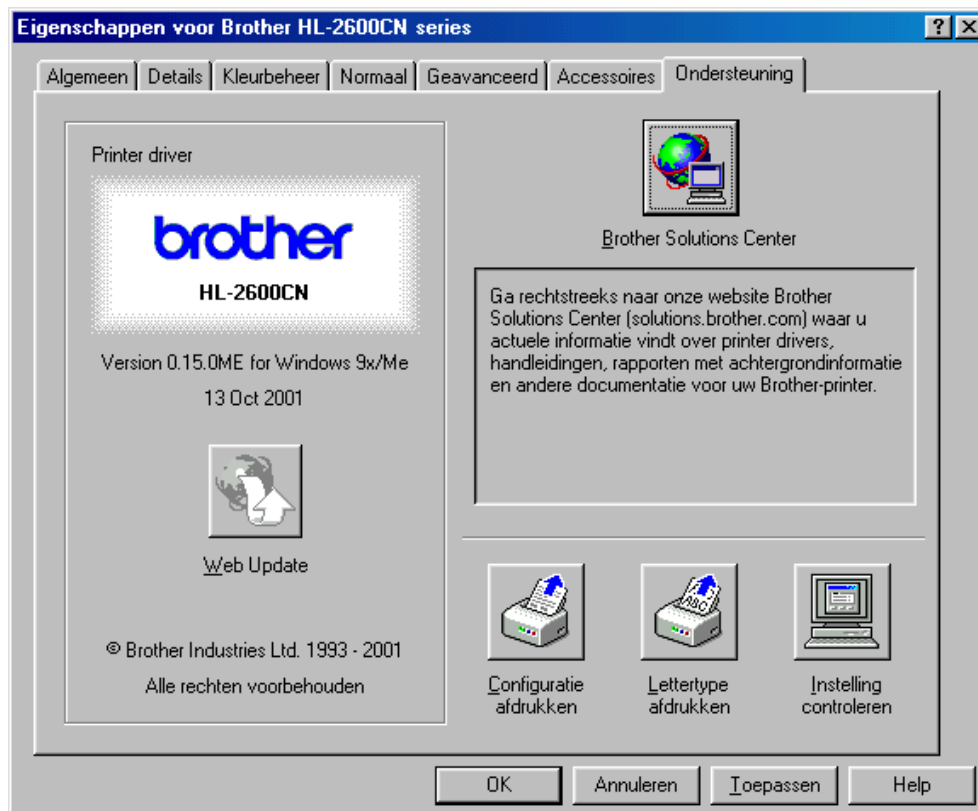 Eigenschappen voor Brother HL-2600CN series
Algemeen Details Kleurbeheer Normaal Geavanceerd Accessoires Ondersteuning
Printer driver
brother
HL-2600CN
Version 0.15.0ME for Windows 9x/Me
13 Oct 2001
Web Update
© Brother Industries Ltd. 1993 - 2001
Alle rechten voorbehouden
Brother Solutions Center
Ga rechtstreeks naar onze website Brother
Solutions Center (solutions.brother.com) waar u
actuele informatie vindt over printer drivers,
handleidingen, rapporten met achtergrondinformatie
en andere documentatie voor uw Brother-printer.
Configuratie
afdrukken
ABC
Lettertype
afdrukken
Instelling
controleren
OK Annuleren Toepassen Help